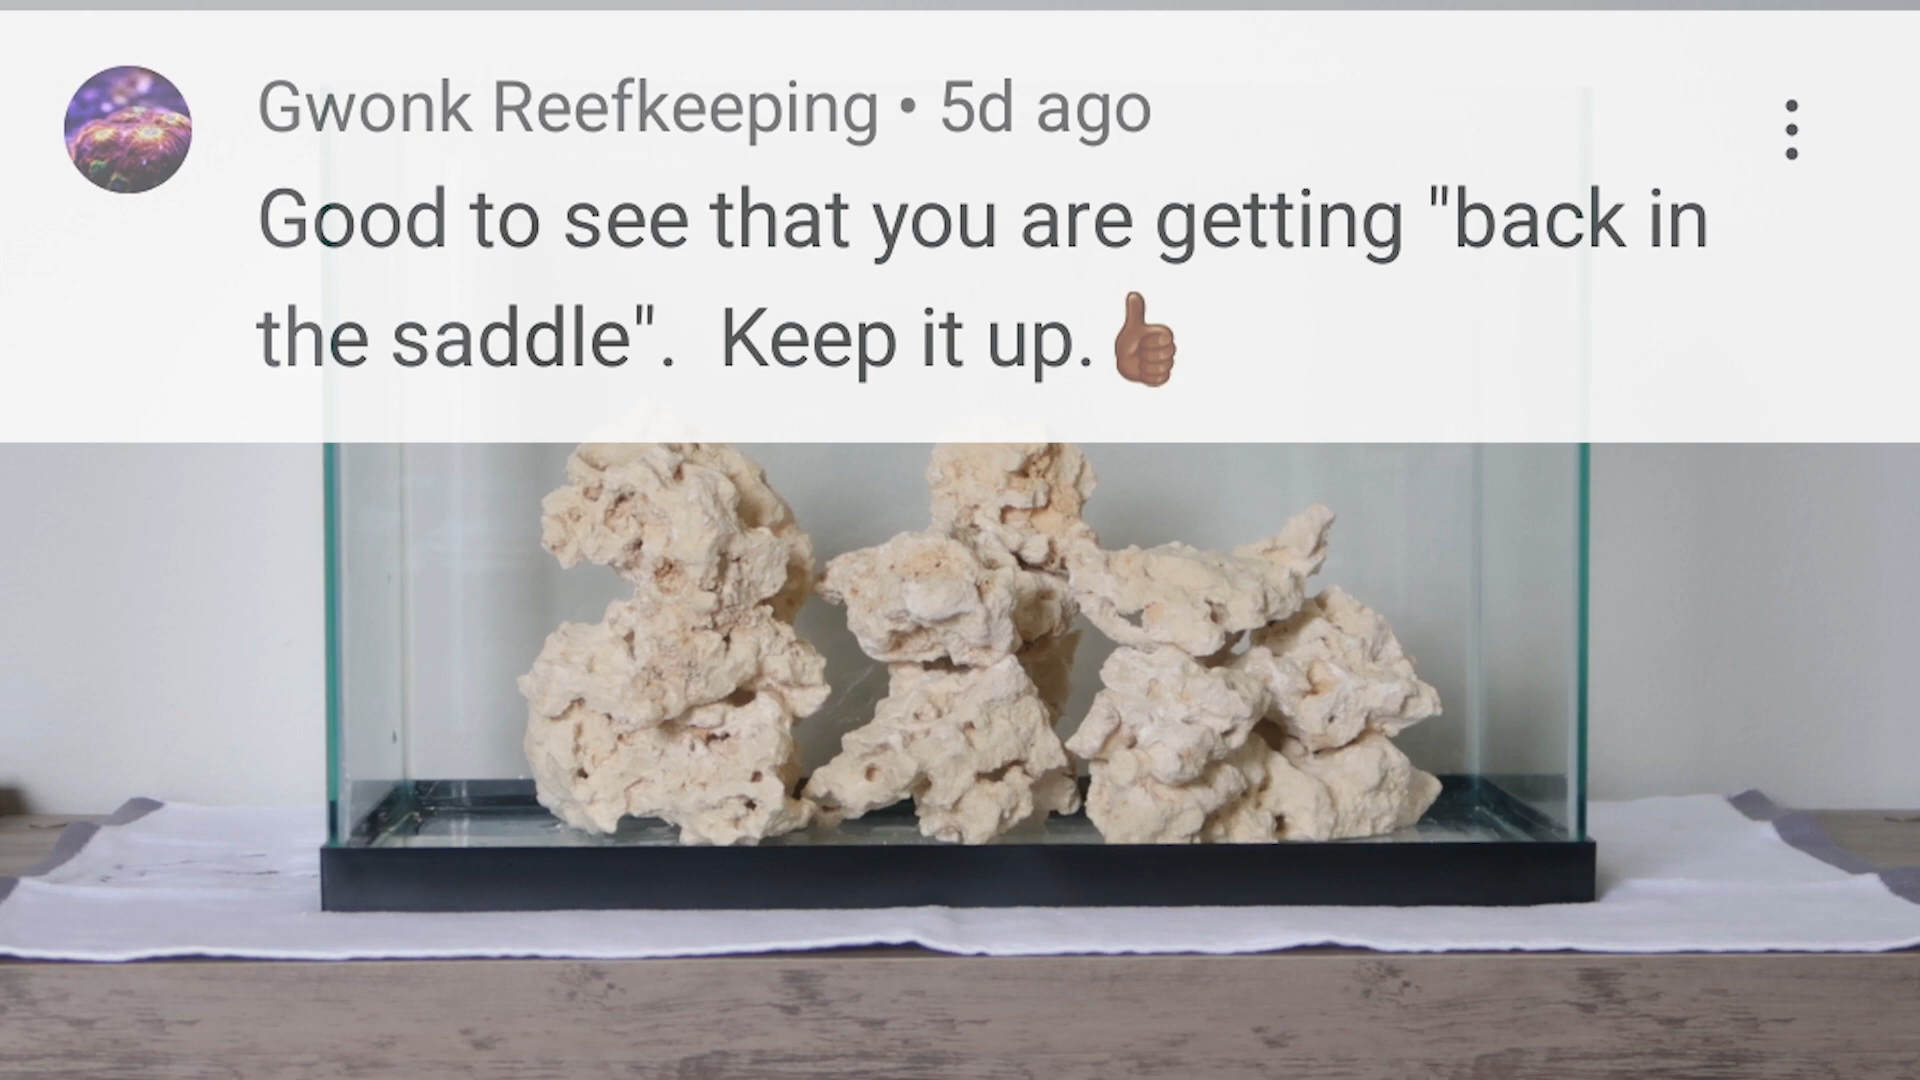 Gwonk Reefkeeping • 5d ago
Good to see that you are getting "back in
the saddle".  Keep it up.👍🏾